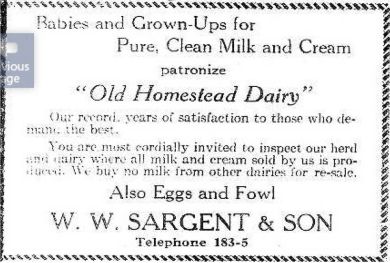 Babies and Grown-Ups for
Pure, Clean Milk and Cream
patronize
"Old Homestead Dairy"
Our record, years of satisfaction to those who de-
mand the best.
You are most cordially invited to inspect our herd
and dairy where all milk and cream sold by us is pro-
duced. We buy no milk from other dairies for re-sale.
Also Eggs and Fowl
W. W. SARGENT & SON
Telephone 183-5
vious
age